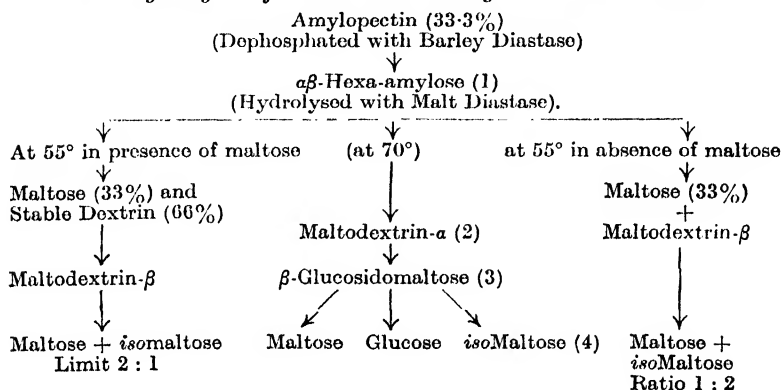 Amylopectin (33·3%)
(Dephosphated with Barley Diastase)
αβ-Hexa-amylose (1)
(Hydrolysed with Malt Diastase).
At 55° in presence of maltose (at 70°) at 55° in absence of maltose
Maltose (33%) and
Stable Dextrin (66%)
Maltose (33%)
+
Maltodextrin-β
Maltodextrin-α (2)
Maltodextrin-β
β-Glucosidomaltose (3)
Maltose + isomaltose
Limit 2 : 1
Maltose Glucose isoMaltose (4)
Maltose +
isoMaltose
Ratio 1 : 2